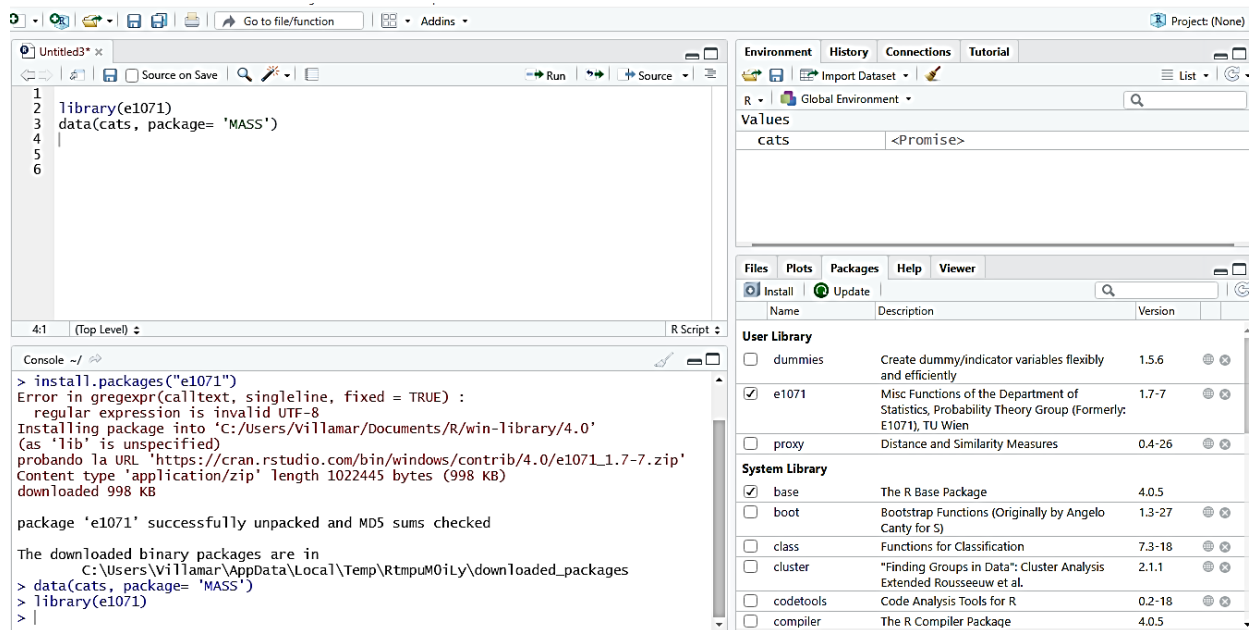 Go to file/function
Addins
Project: (None)
Untitled3*
Source on Save
Run
Source
1
2 library(e1071)
3 data(cats, package= 'MASS')
4
5
6
4:1 (Top Level)
R Script
Console ~/
> install.packages("e1071")
Error in gregexpr(calltext, singleline, fixed = TRUE) :
regular expression is invalid UTF-8
Installing package into ‘C:/Users/Villamar/Documents/R/win-library/4.0’
(as ‘lib’ is unspecified)
probando la URL 'https://cran.rstudio.com/bin/windows/contrib/4.0/e1071_1.7-7.zip'
Content type 'application/zip' length 1022445 bytes (998 KB)
downloaded 998 KB
package ‘e1071’ successfully unpacked and MD5 sums checked
The downloaded binary packages are in
C:\Users\Villamar\AppData\Local\Temp\RtmpuMOiLy\downloaded_packages
> data(cats, package= 'MASS')
> library(e1071)
>
Environment History Connections Tutorial
Import Dataset
List
R Global Environment
Values
cats <Promise>
Files Plots Packages Help Viewer
Install Update
Name Description Version
User Library
dummies Create dummy/indicator variables flexibly 1.5.6
and efficiently
e1071 Misc Functions of the Department of 1.7-7
Statistics, Probability Theory Group (Formerly:
E1071), TU Wien
proxy Distance and Similarity Measures 0.4-26
System Library
base The R Base Package 4.0.5
boot Bootstrap Functions (Originally by Angelo 1.3-27
Canty for S)
class Functions for Classification 7.3-18
cluster "Finding Groups in Data": Cluster Analysis 2.1.1
Extended Rousseeuw et al.
codetools Code Analysis Tools for R 0.2-18
compiler The R Compiler Package 4.0.5